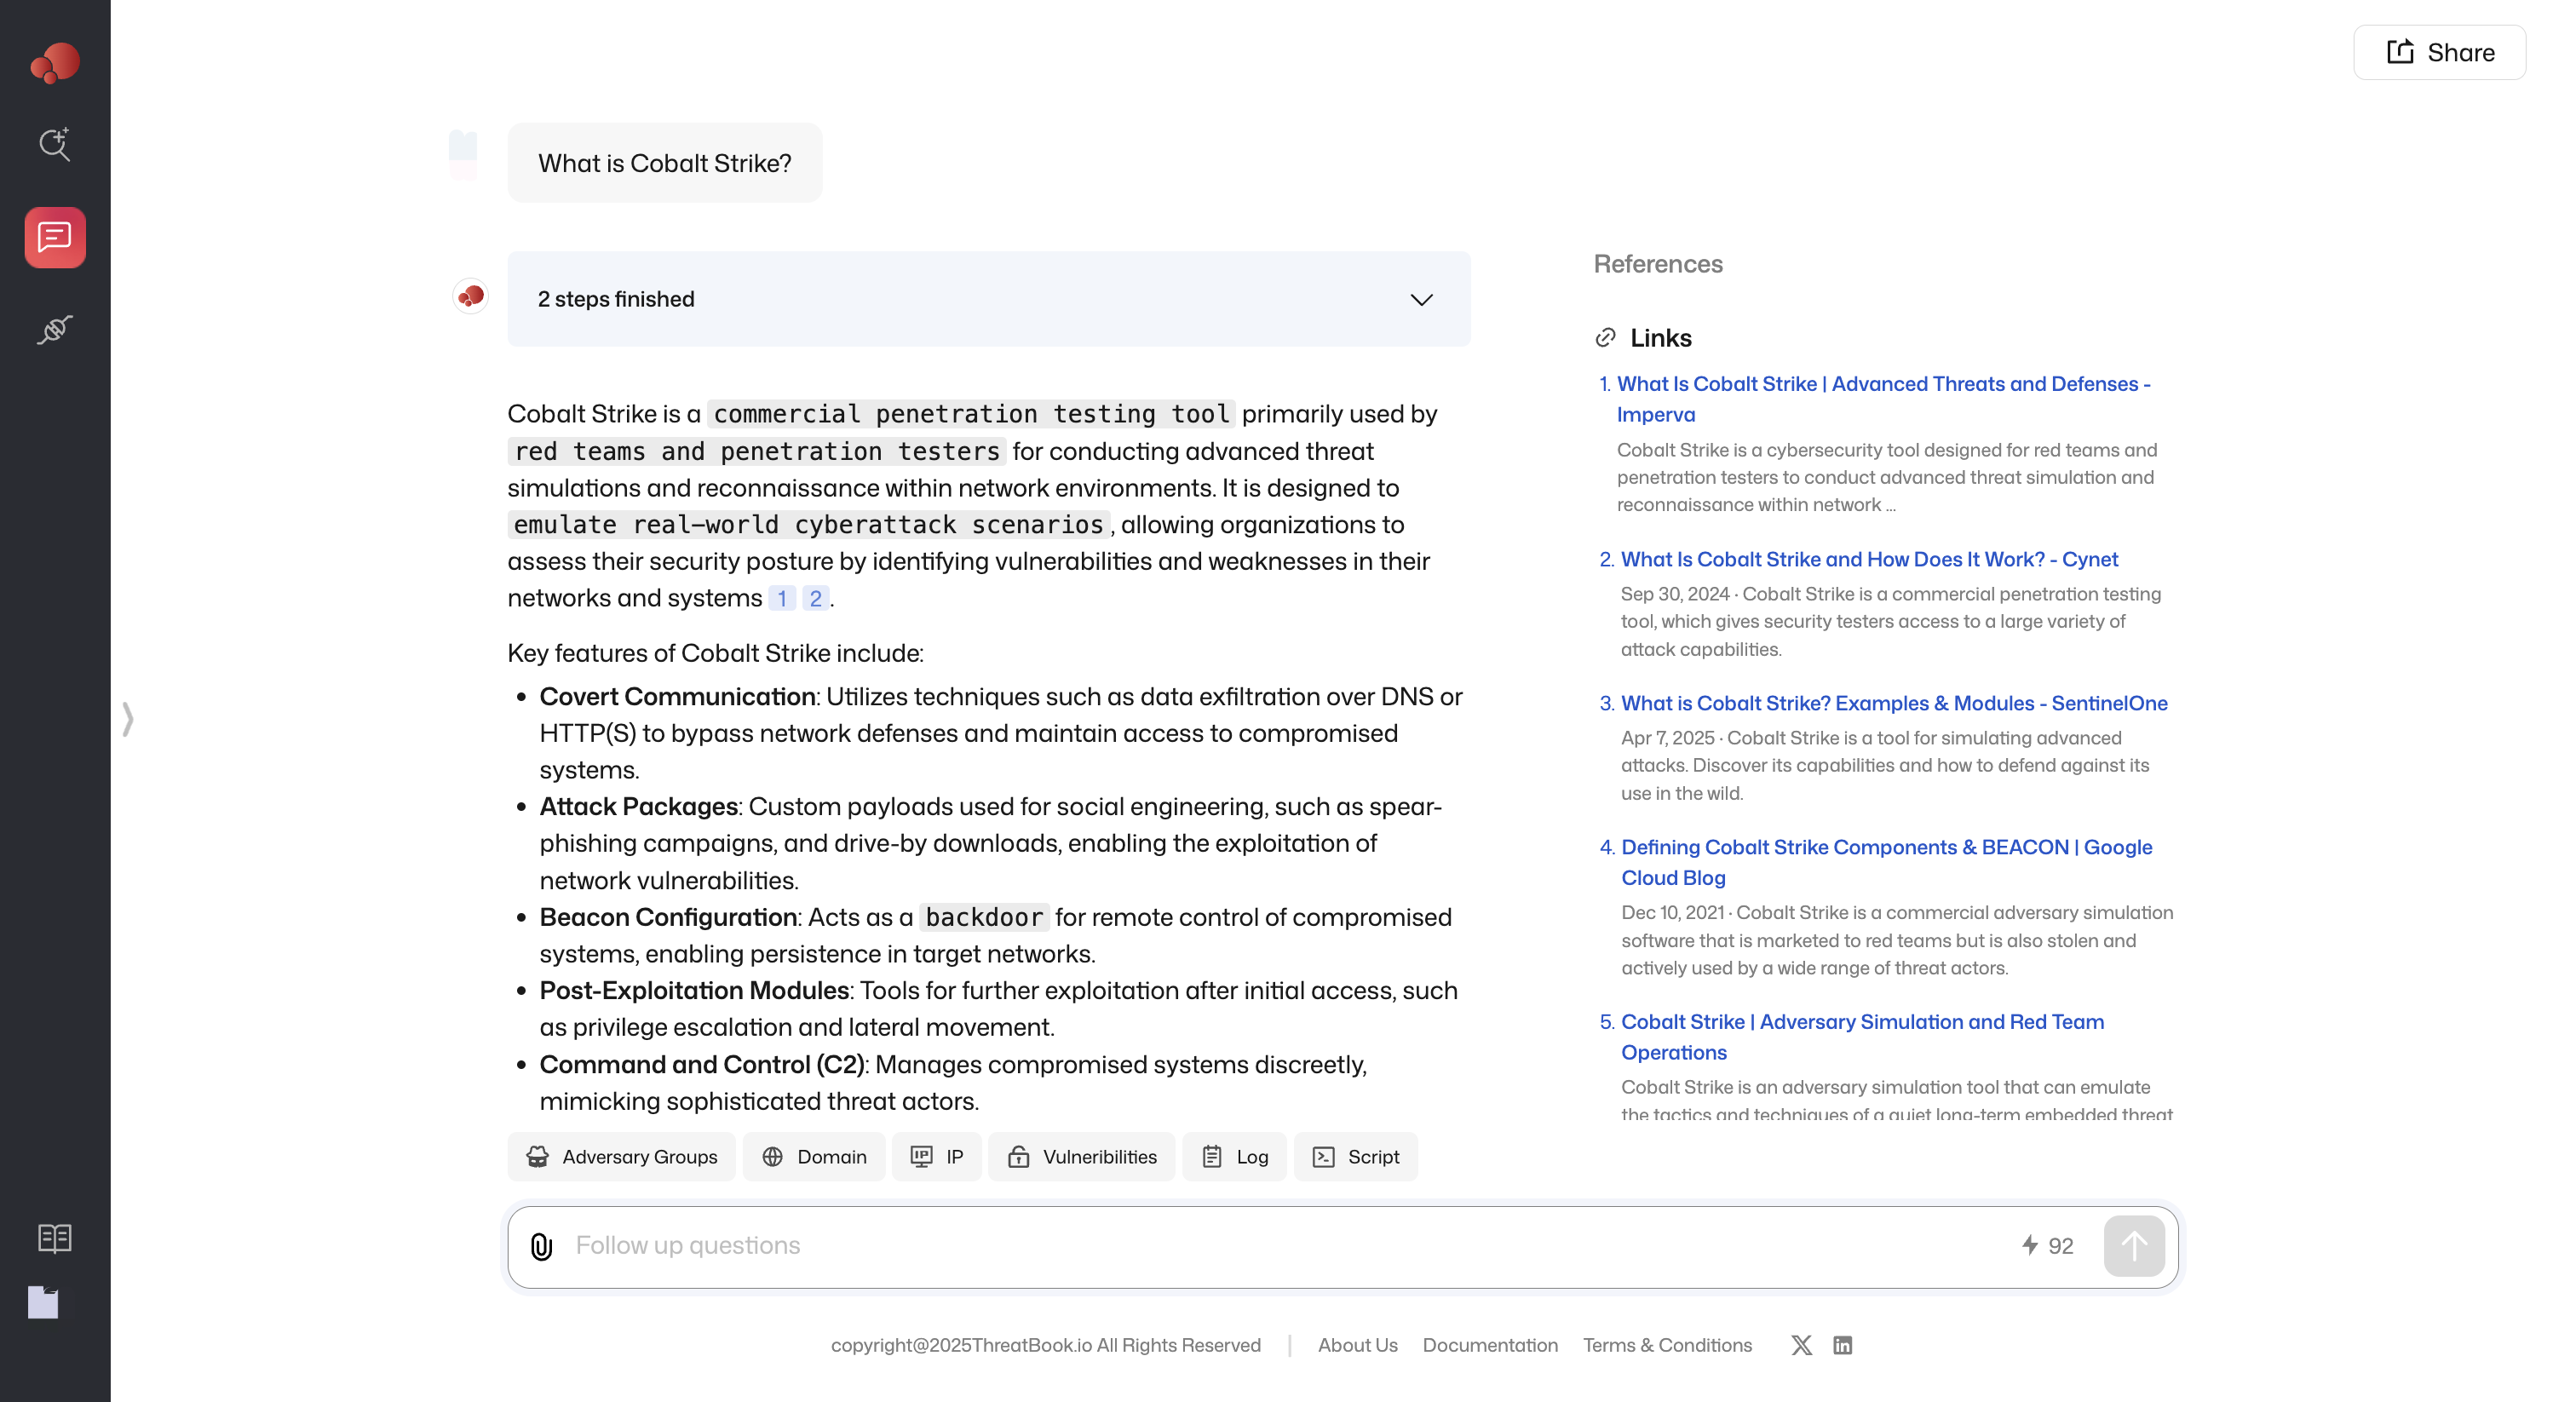 Share
What is Cobalt Strike?
2 steps finished
Cobalt Strike is a commercial penetration testing tool primarily used by
red teams and penetration testers for conducting advanced threat
simulations and reconnaissance within network environments. It is designed to
emulate real-world cyberattack scenarios, allowing organizations to
assess their security posture by identifying vulnerabilities and weaknesses in their
networks and systems 1 2.
Key features of Cobalt Strike include:
• Covert Communication: Utilizes techniques such as data exfiltration over DNS or
HTTP(S) to bypass network defenses and maintain access to compromised
systems.
• Attack Packages: Custom payloads used for social engineering, such as spear-
phishing campaigns, and drive-by downloads, enabling the exploitation of
network vulnerabilities.
• Beacon Configuration: Acts as a backdoor for remote control of compromised
systems, enabling persistence in target networks.
• Post-Exploitation Modules: Tools for further exploitation after initial access, such
as privilege escalation and lateral movement.
• Command and Control (C2): Manages compromised systems discreetly,
mimicking sophisticated threat actors.
References
Links
1. What Is Cobalt Strike | Advanced Threats and Defenses -
Imperva
Cobalt Strike is a cybersecurity tool designed for red teams and
penetration testers to conduct advanced threat simulation and
reconnaissance within network ...
2. What Is Cobalt Strike and How Does It Work? - Cynet
Sep 30, 2024 · Cobalt Strike is a commercial penetration testing
tool, which gives security testers access to a large variety of
attack capabilities.
3. What is Cobalt Strike? Examples & Modules - SentinelOne
Apr 7, 2025 · Cobalt Strike is a tool for simulating advanced
attacks. Discover its capabilities and how to defend against its
use in the wild.
4. Defining Cobalt Strike Components & BEACON | Google
Cloud Blog
Dec 10, 2021 · Cobalt Strike is a commercial adversary simulation
software that is marketed to red teams but is also stolen and
actively used by a wide range of threat actors.
5. Cobalt Strike | Adversary Simulation and Red Team
Operations
Cobalt Strike is an adversary simulation tool that can emulate
the tactics and techniques of a quiet long-term embedded threat
Adversary Groups
Domain
IP
Vulneribilities
Log
Script
Follow up questions
92
copyright@2025ThreatBook.io All Rights Reserved | About Us Documentation Terms & Conditions